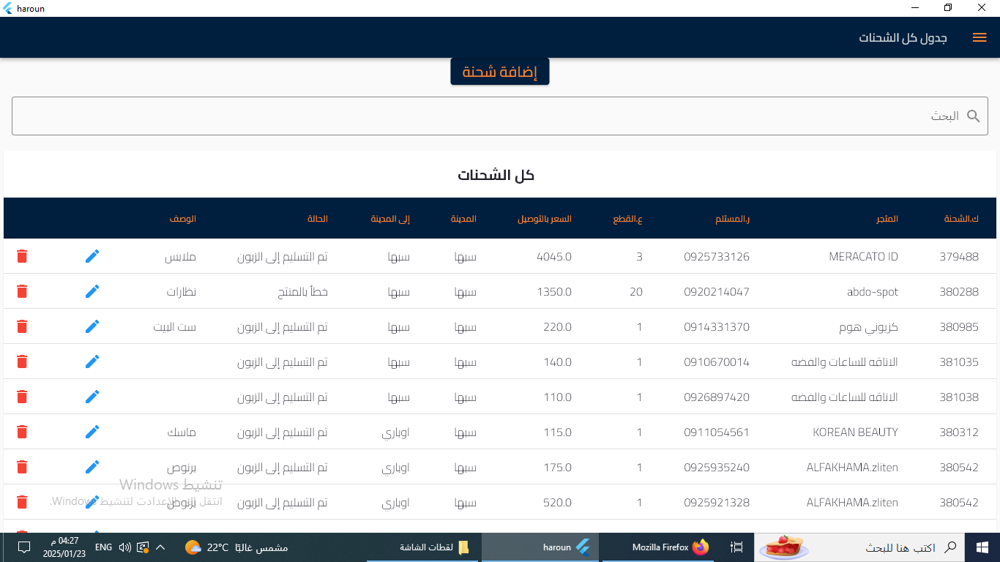 haroun
جدول كل الشحنات
إضافة شحنة
البحث
كل الشحنات
ك.الشحنة المتجر ر.المستلم ع.القطع السعر بالتوصيل المدينة إلى المدينة الحالة الوصف
379488 MERACATO ID 0925733126 3 4045.0 سبها سبها تم التسليم إلى الزبون ملابس
380288 abdo-spot 0920214047 20 1350.0 سبها سبها خطأ بالمنتج نظارات
380985 كزيوني هوم 0914331370 1 220.0 سبها سبها تم التسليم إلى الزبون ست البيت
381035 الاناقه للساعات والفضه 0910670014 1 140.0 سبها سبها تم التسليم إلى الزبون
381038 الاناقه للساعات والفضه 0926897420 1 110.0 سبها سبها تم التسليم إلى الزبون
380312 KOREAN BEAUTY 0911054561 1 115.0 سبها اوباري تم التسليم إلى الزبون ماسك
380542 ALFAKHAMA.zliten 0925935240 1 175.0 سبها اوباري تم التسليم إلى الزبون برنوص
380542 ALFAKHAMA.zliten 0925921328 1 520.0 سبها اوباري تم التسليم إلى الزبون برنوص
تنشيط Windows
انتقل إلى الإعدادت لتنشيط Windows.
اكتب هنا للبحث Mozilla Firefox haroun لقطات الشاشة 22°C مشمس غالبًا ENG 04:27 م
2025/01/23